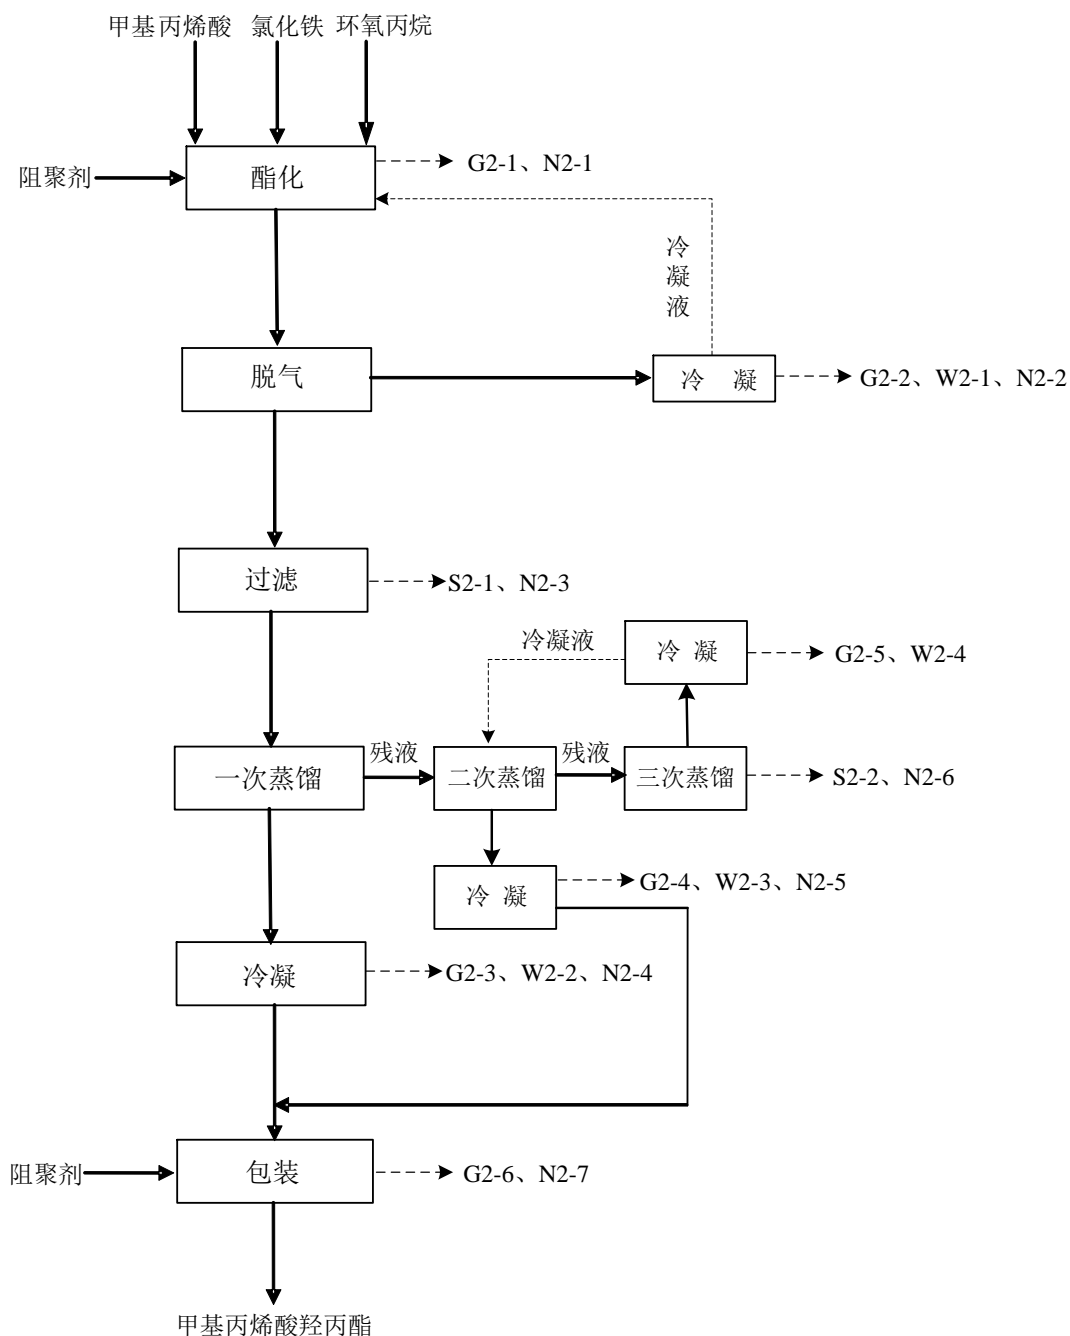 甲基丙烯酸 氯化铁 环氧丙烷
阻聚剂
酯化
G2-1、N2-1
冷凝液
脱气
冷 凝
G2-2、W2-1、N2-2
过滤
S2-1、N2-3
冷凝液
冷 凝
G2-5、W2-4
一次蒸馏
残液
二次蒸馏
残液
三次蒸馏
S2-2、N2-6
冷 凝
G2-4、W2-3、N2-5
冷凝
G2-3、W2-2、N2-4
阻聚剂
包装
G2-6、N2-7
甲基丙烯酸羟丙酯